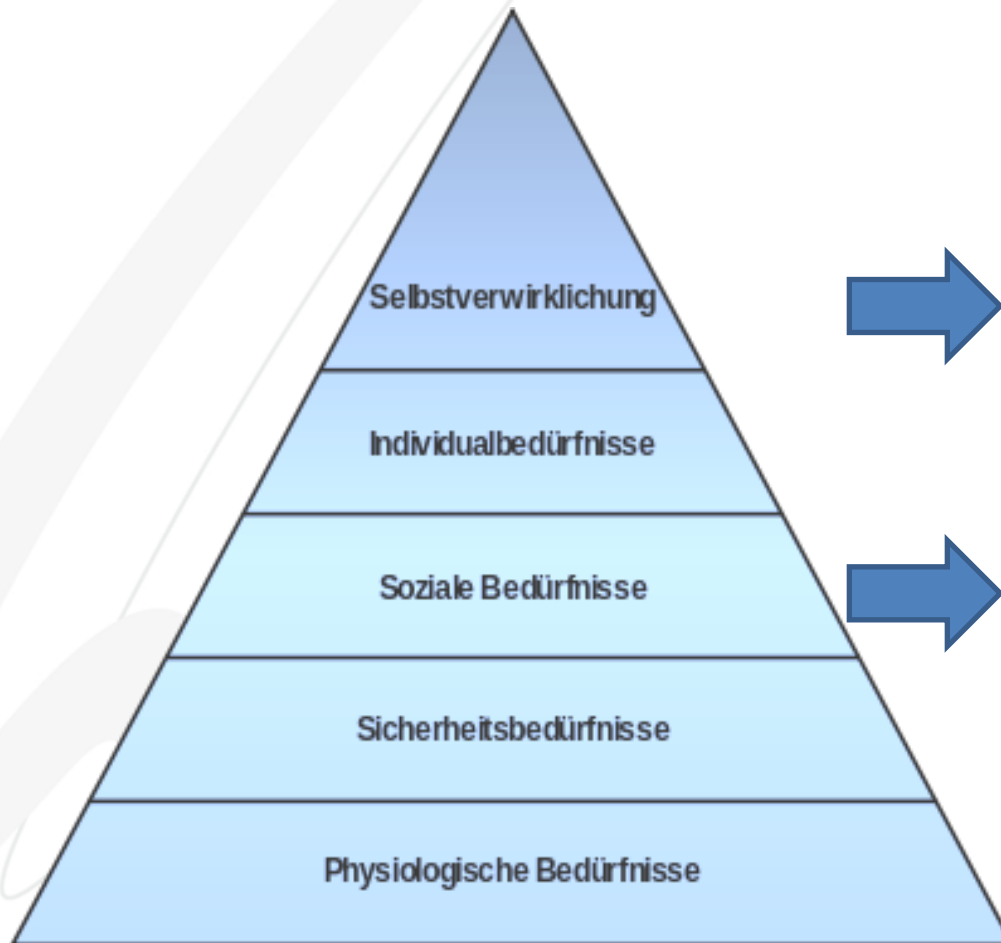 Selbstverwirklichung
Individualbedürfnisse
Soziale Bedürfnisse
Sicherheitsbedürfnisse
Physiologische Bedürfnisse